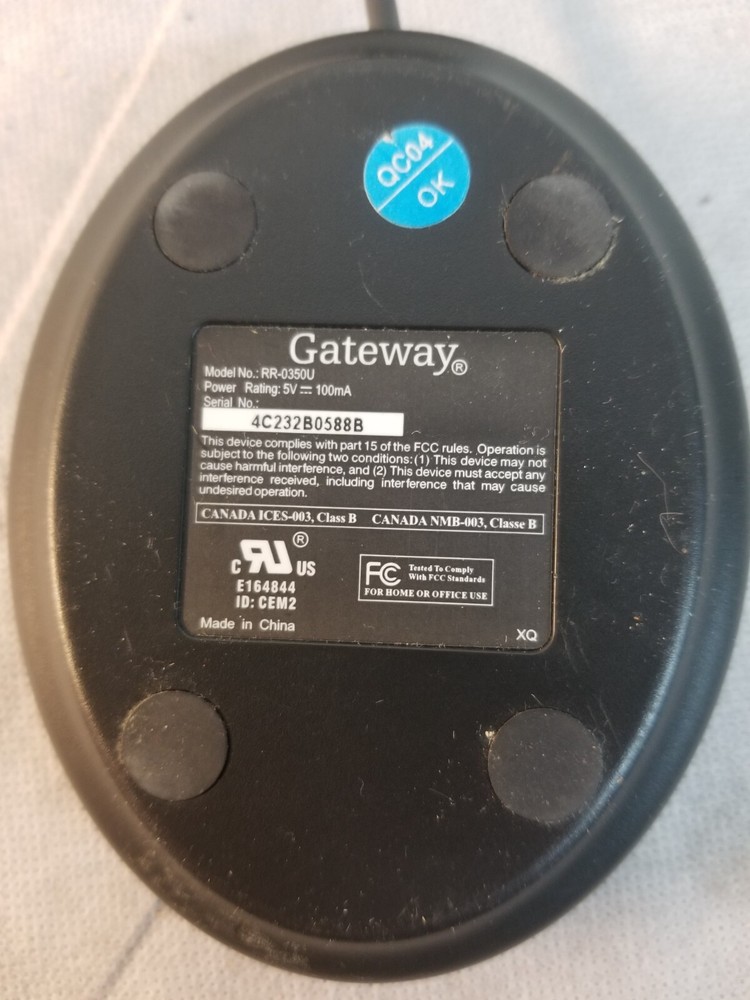 QC04
OK
Gateway®
Model No.: RR-0350U
Power Rating: 5V ⎓ 100mA
Serial No.:
4C232B0588B
This device complies with part 15 of the FCC rules. Operation is
subject to the following two conditions: (1) This device may not
cause harmful interference, and (2) This device must accept any
interference received, including interference that may cause
undesired operation.
CANADA ICES-003, Class B CANADA NMB-003, Classe B
C RU ® US
E164844
ID: CEM2
FC Tested To Comply
With FCC Standards
FOR HOME OR OFFICE USE
Made in China
XQ